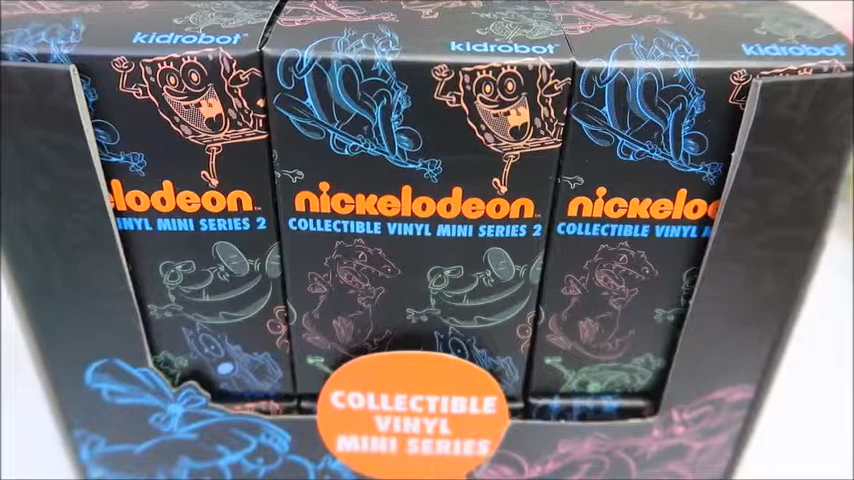 kidrobot kidrobot kidrobot
lodeon nickelodeon nickelo
VINYL MINI SERIES 2 COLLECTIBLE VINYL MINI SERIES 2 COLLECTIBLE VINYL M
COLLECTIBLE
VINYL
MINI SERIES